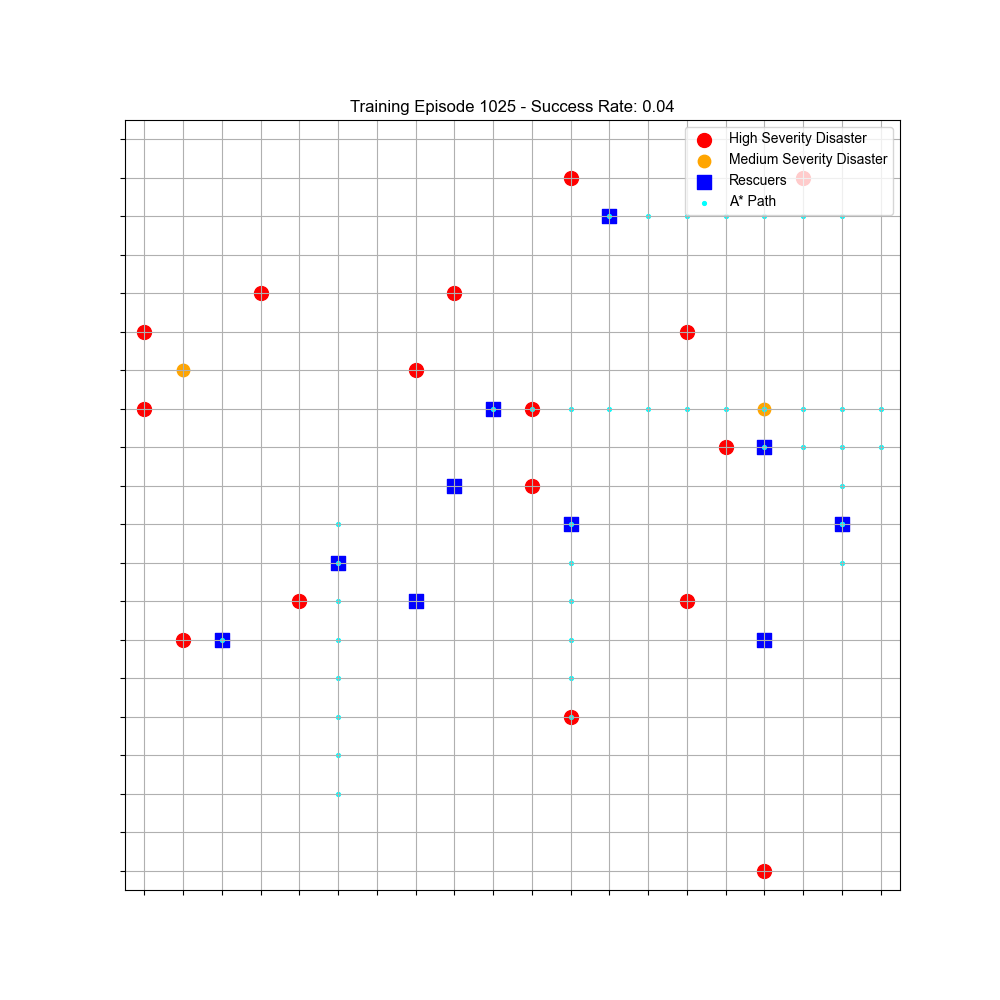 Training Episode 1025 - Success Rate: 0.04
High Severity Disaster
Medium Severity Disaster
Rescuers
A* Path